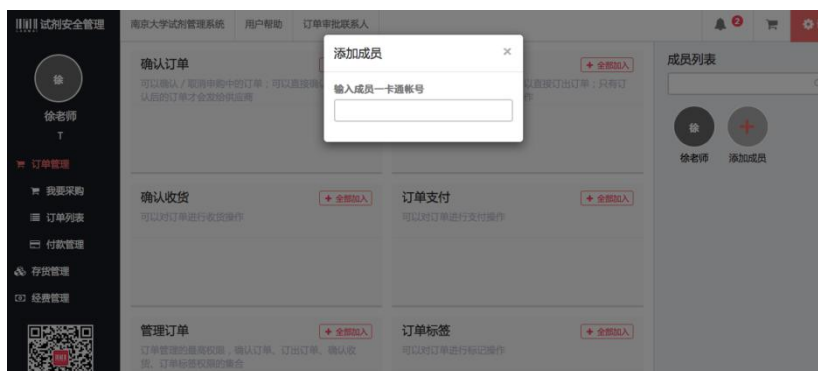 试剂安全管理
南京大学试剂管理系统
用户帮助
订单审批联系人
2
徐
徐老师
T
订单管理
我要采购
订单列表
付款管理
存货管理
经费管理
添加成员
×
输入成员一卡通帐号
确认订单
可以确认 / 取消申购中的订单；可以直接确
认后的订单才会发给供应商
+ 全部加入
以直接订出订单；只有订
确认收货
+ 全部加入
可以对订单进行收货操作
订单支付
+ 全部加入
可以对订单进行支付操作
管理订单
+ 全部加入
订单管理的最高权限，确认订单、订出订单、确认收
货、订单标签权限的集合
订单标签
+ 全部加入
可以对订单进行标记操作
成员列表
徐
+
徐老师
添加成员